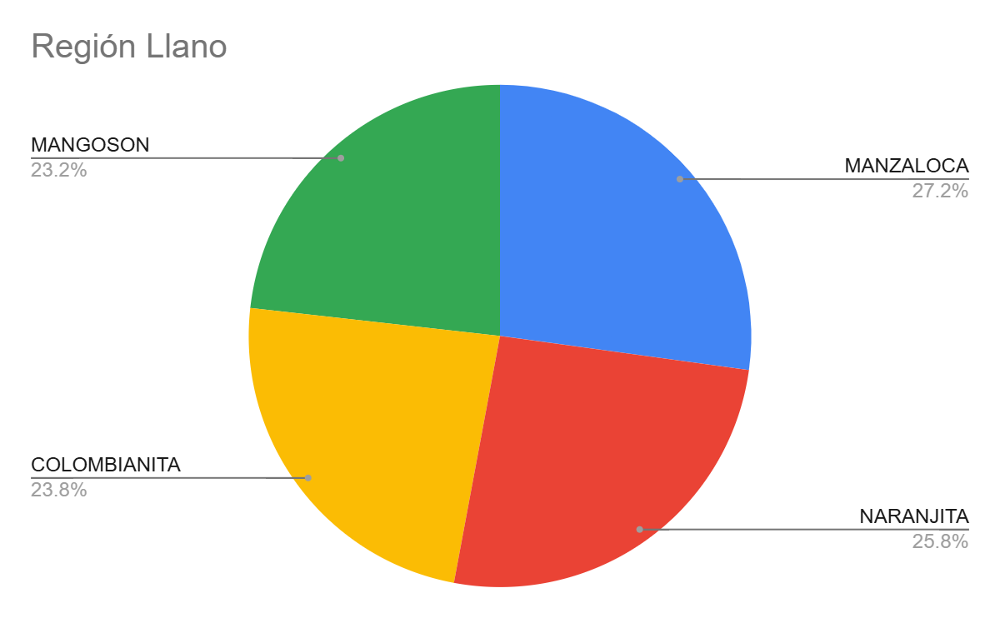 Región Llano
MANGOSON
23.2%
MANZALOCA
27.2%
COLOMBIANITA
23.8%
NARANJITA
25.8%